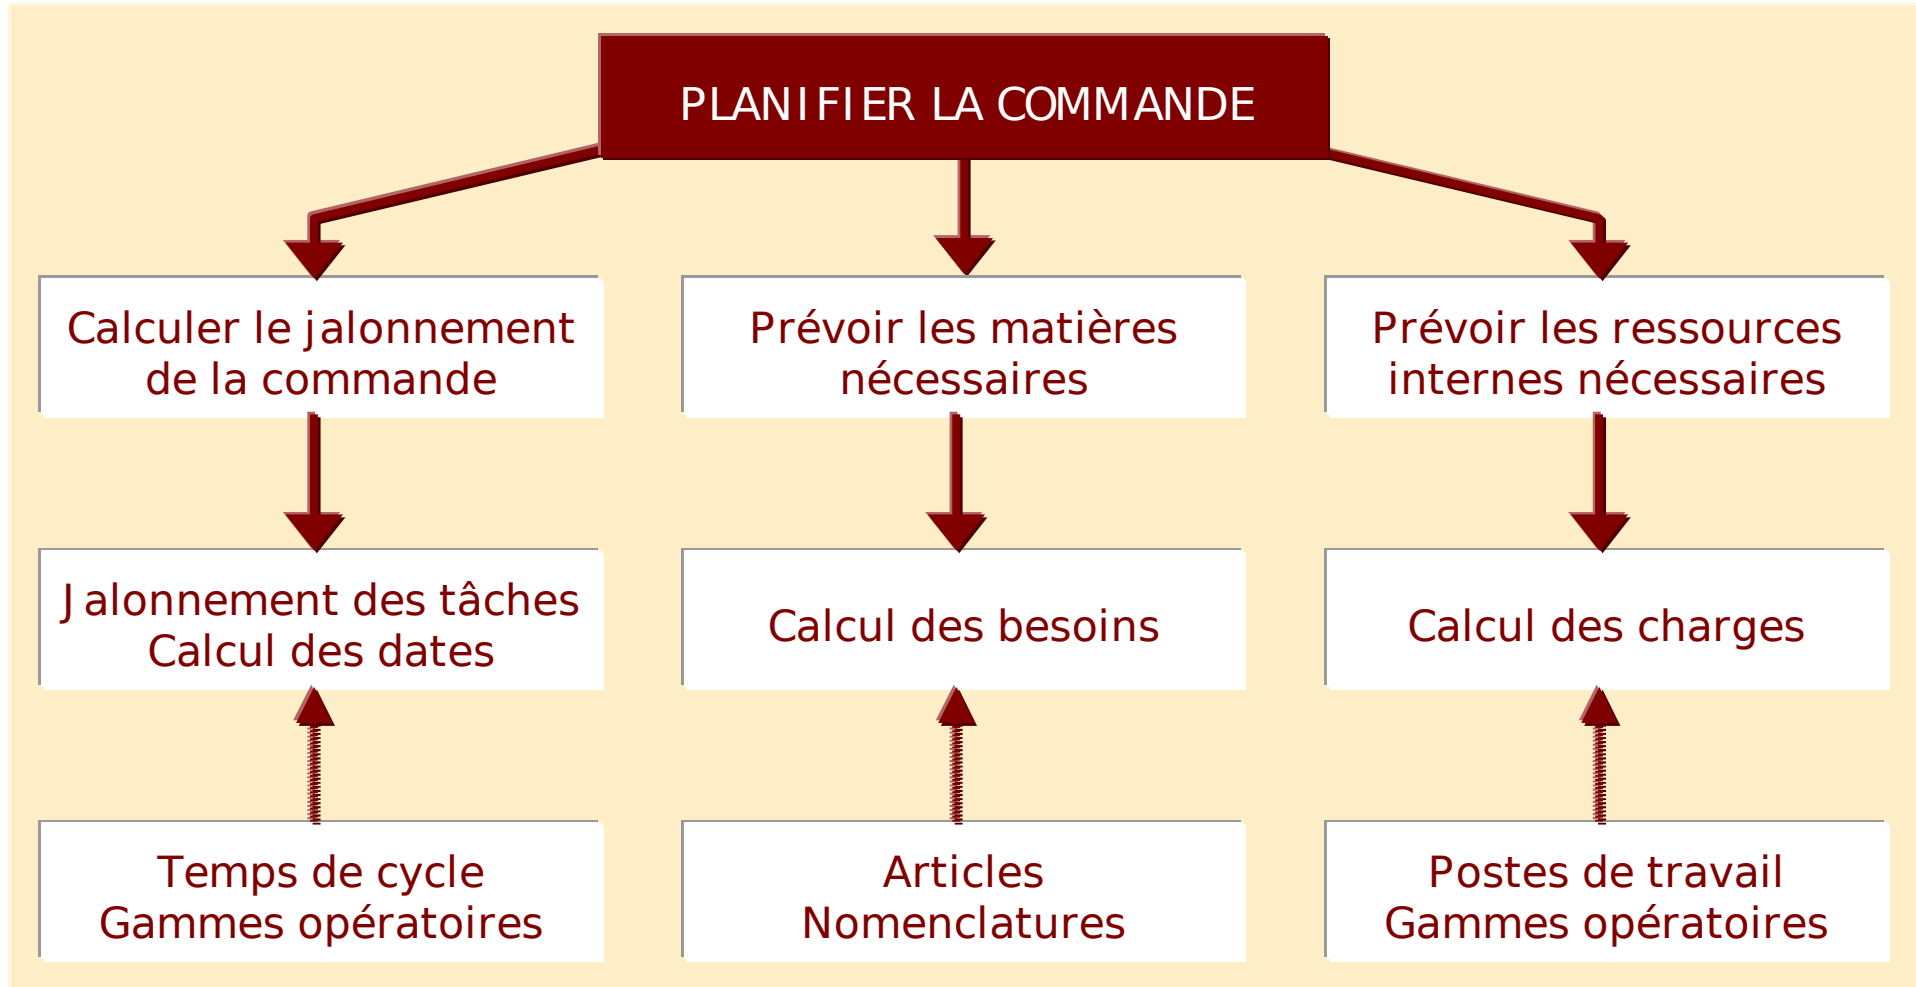 PLANIFIER LA COMMANDE
Calculer le jalonnement
de la commande
Prévoir les matières
nécessaires
Prévoir les ressources
internes nécessaires
Jalonnement des tâches
Calcul des dates
Calcul des besoins
Calcul des charges
Temps de cycle
Gammes opératoires
Articles
Nomenclatures
Postes de travail
Gammes opératoires